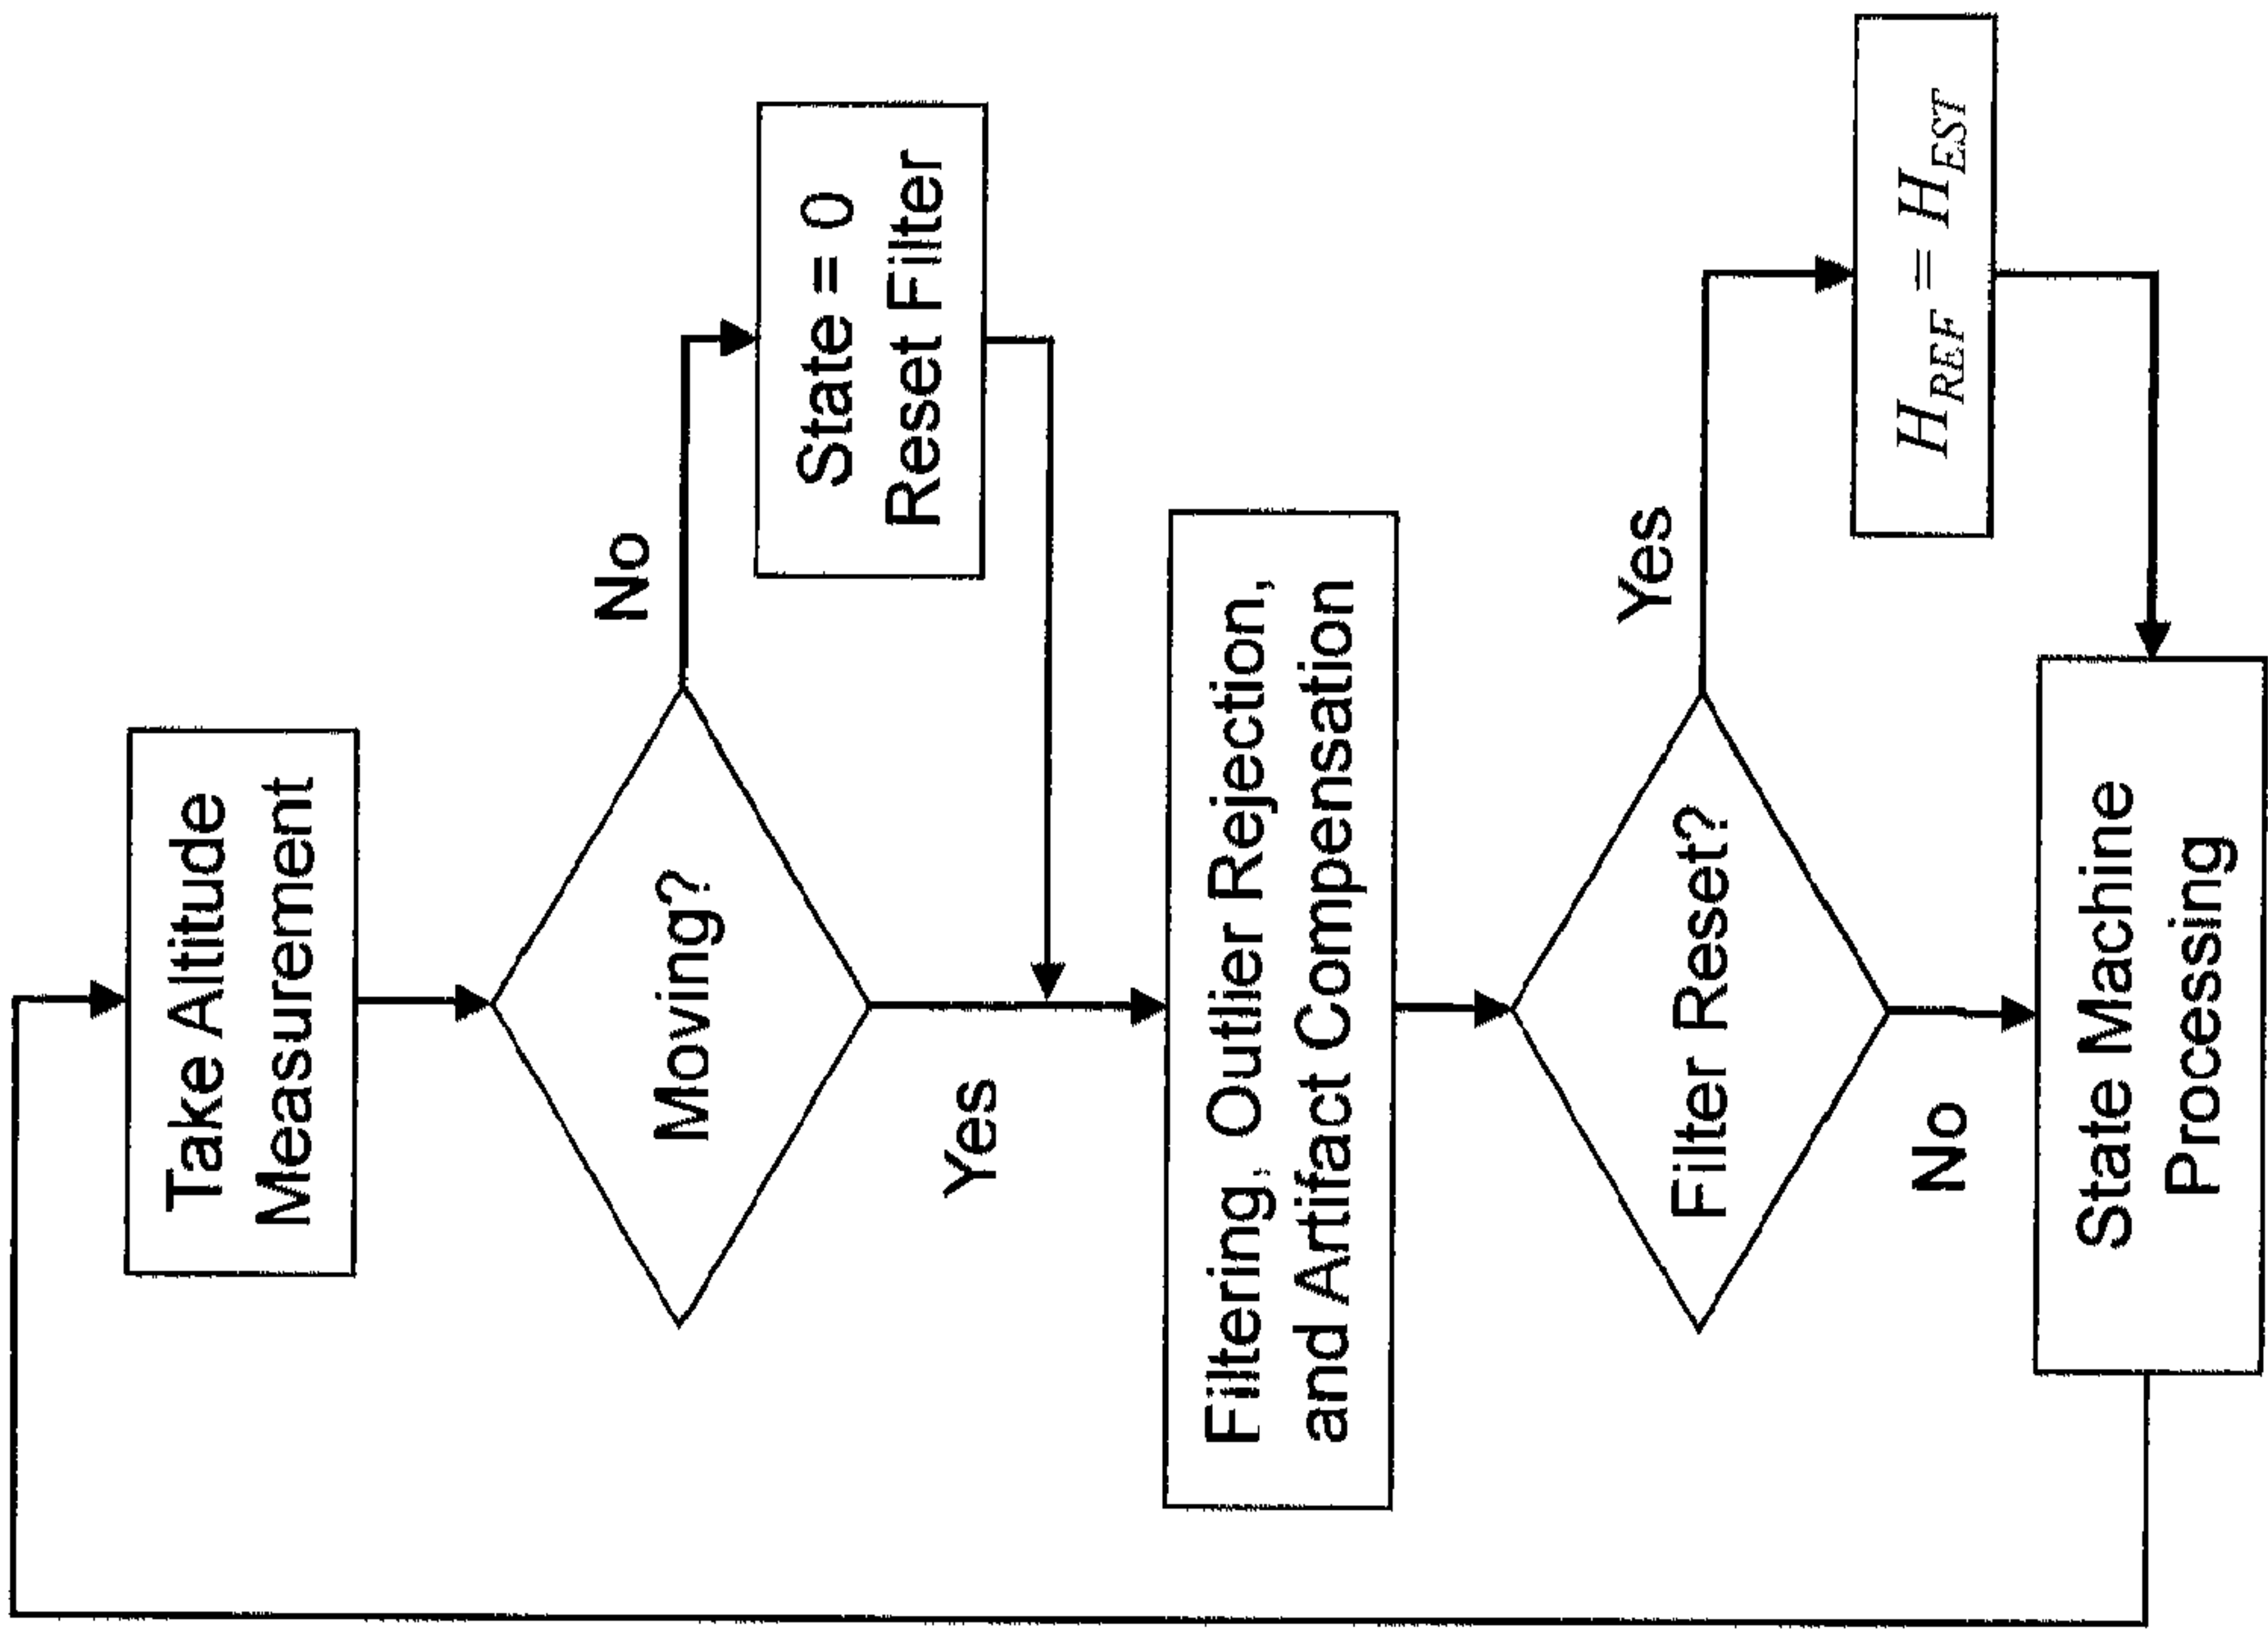 Take Altitude
Measurement
Moving?
No
State = 0
Reset Filter
Yes
Filtering, Outlier Rejection,
and Artifact Compensation
Filter Reset?
Yes
H_REF = H_EST
No
State Machine
Processing